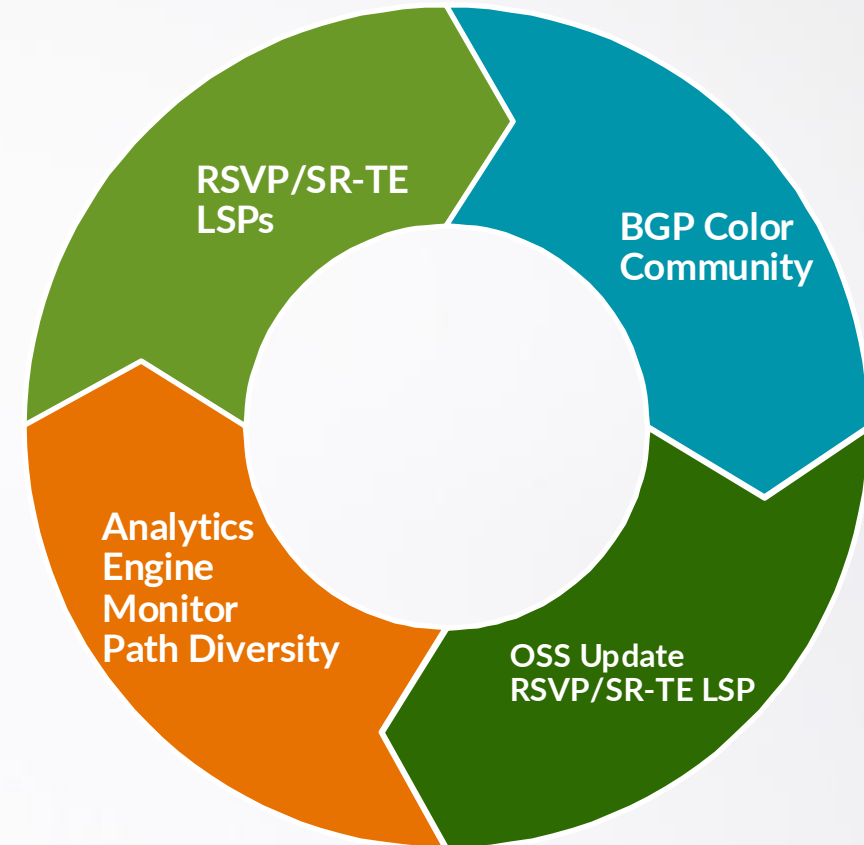 RSVP/SR-TE
LSPs
BGP Color
Community
Analytics
Engine
Monitor
Path Diversity
OSS Update
RSVP/SR-TE LSP